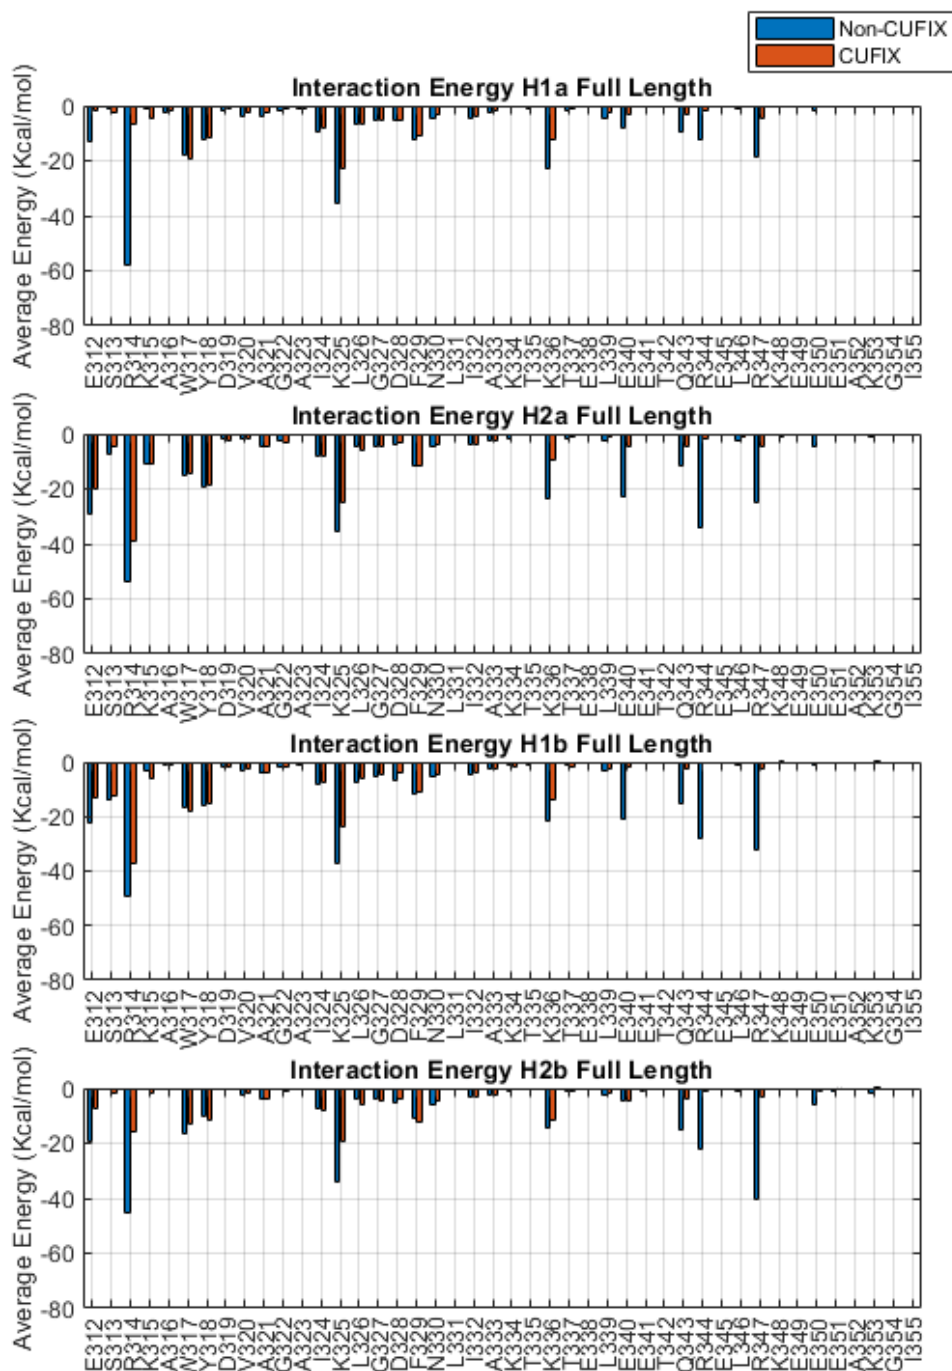 Non-CUFIX
CUFIX
Interaction Energy H1a Full Length
Average Energy (Kcal/mol)
0
-20
-40
-60
-80
E312 S313 R314 K315 A316 W317 Y318 D319 V320 A321 G322 A323 I324 K325 L326 G327 D328 F329 N330 L331 I332 A333 K334 T335 K336 T337 E338 L339 E340 E341 T342 Q343 R344 E345 L346 R347 K348 E349 E350 E351 A352 K353 G354 I355
Interaction Energy H2a Full Length
Average Energy (Kcal/mol)
0
-20
-40
-60
-80
E312 S313 R314 K315 A316 W317 Y318 D319 V320 A321 G322 A323 I324 K325 L326 G327 D328 F329 N330 L331 I332 A333 K334 T335 K336 T337 E338 L339 E340 E341 T342 Q343 R344 E345 L346 R347 K348 E349 E350 E351 A352 K353 G354 I355
Interaction Energy H1b Full Length
Average Energy (Kcal/mol)
0
-20
-40
-60
-80
E312 S313 R314 K315 A316 W317 Y318 D319 V320 A321 G322 A323 I324 K325 L326 G327 D328 F329 N330 L331 I332 A333 K334 T335 K336 T337 E338 L339 E340 E341 T342 Q343 R344 E345 L346 R347 K348 E349 E350 E351 A352 K353 G354 I355
Interaction Energy H2b Full Length
Average Energy (Kcal/mol)
0
-20
-40
-60
-80
E312 S313 R314 K315 A316 W317 Y318 D319 V320 A321 G322 A323 I324 K325 L326 G327 D328 F329 N330 L331 I332 A333 K334 T335 K336 T337 E338 L339 E340 E341 T342 Q343 R344 E345 L346 R347 K348 E349 E350 E351 A352 K353 G354 I355